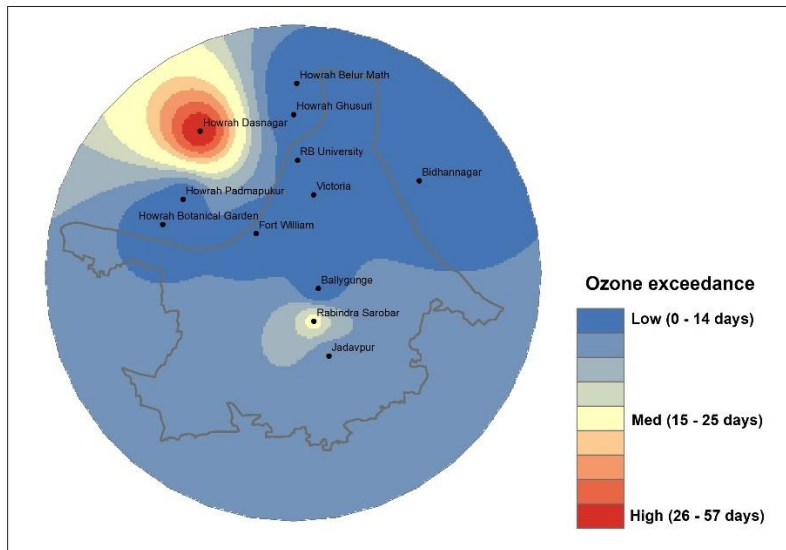 Howrah Belur Math
Howrah Ghusuri
Howrah Dasnagar
RB University
Bidhannagar
Howrah Padmapukur
Victoria
Howrah Botanical Garden
Fort William
Ballygunge
Rabindra Sarobar
Jadavpur
Ozone exceedance
Low (0 - 14 days)
Med (15 - 25 days)
High (26 - 57 days)